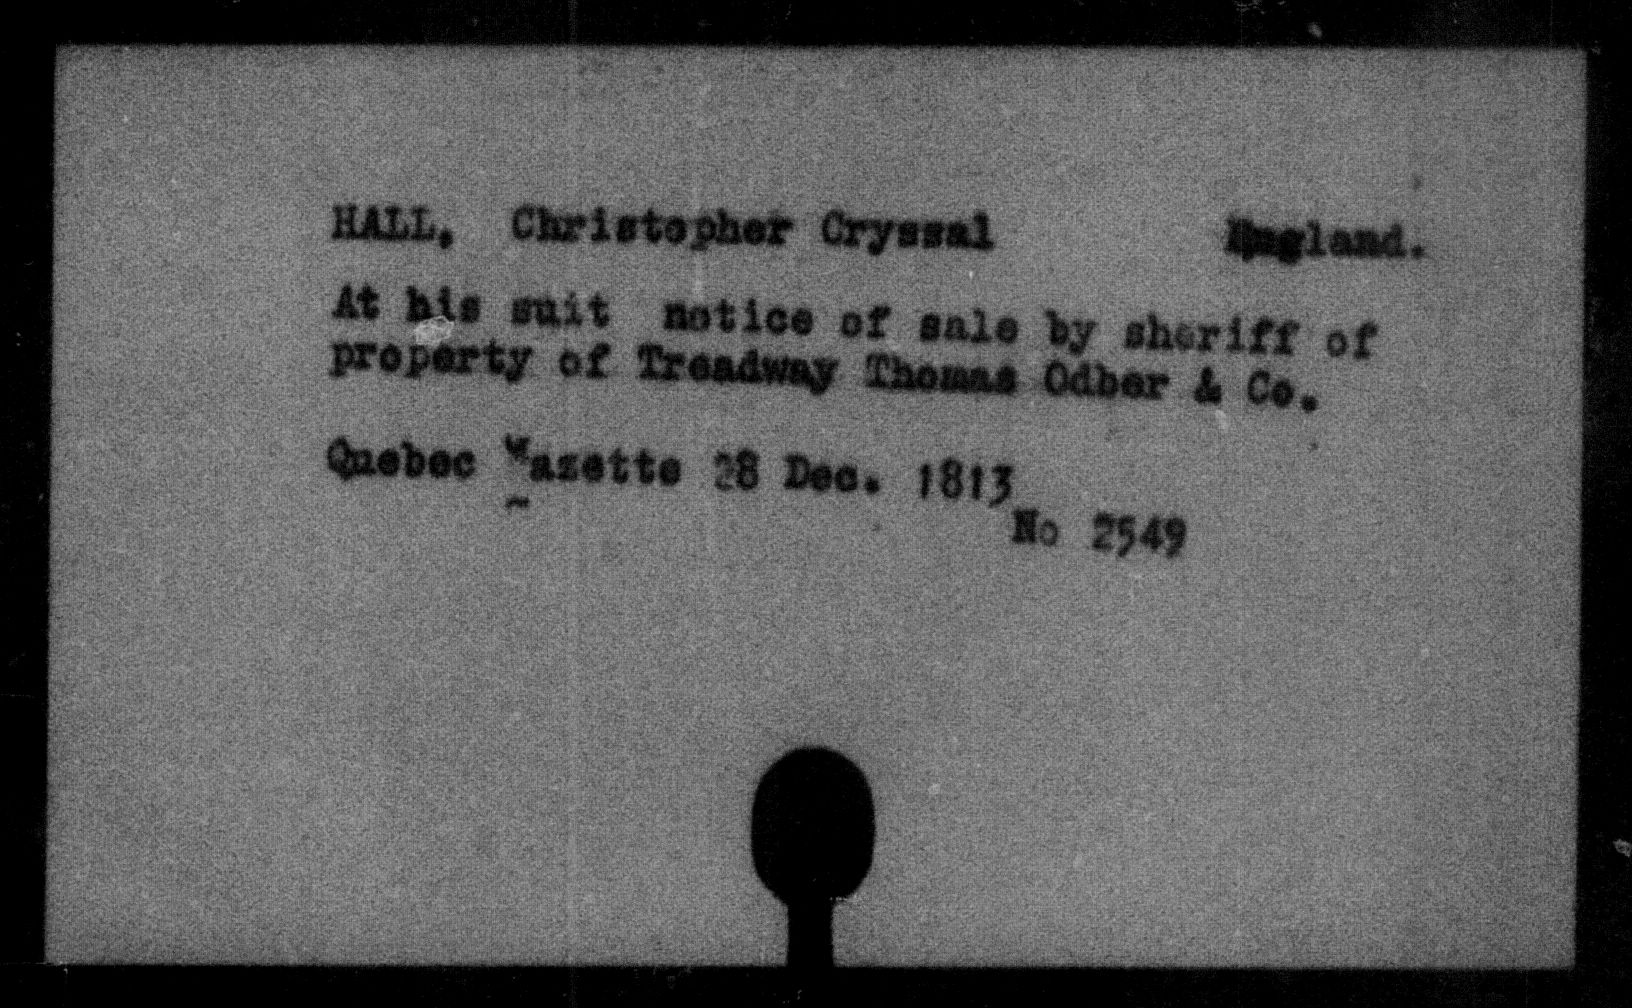 HALL, Christopher Cryssal England.
At his suit notice of sale by sheriff of
property of Treadway Thomas Odber & Co.
Quebec Gazette 28 Dec. 1813
No 2549